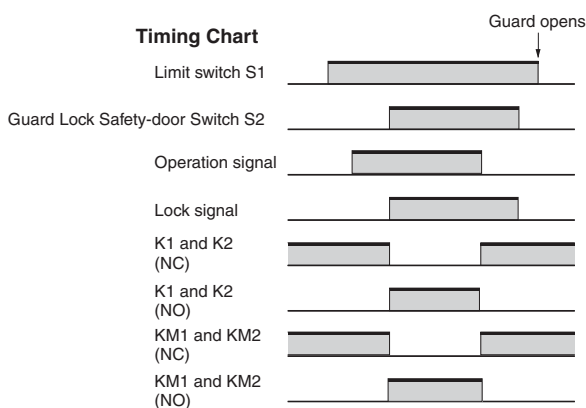 Guard opens
Timing Chart
Limit switch S1
Guard Lock Safety-door Switch S2
Operation signal
Lock signal
K1 and K2
(NC)
K1 and K2
(NO)
KM1 and KM2
(NC)
KM1 and KM2
(NO)